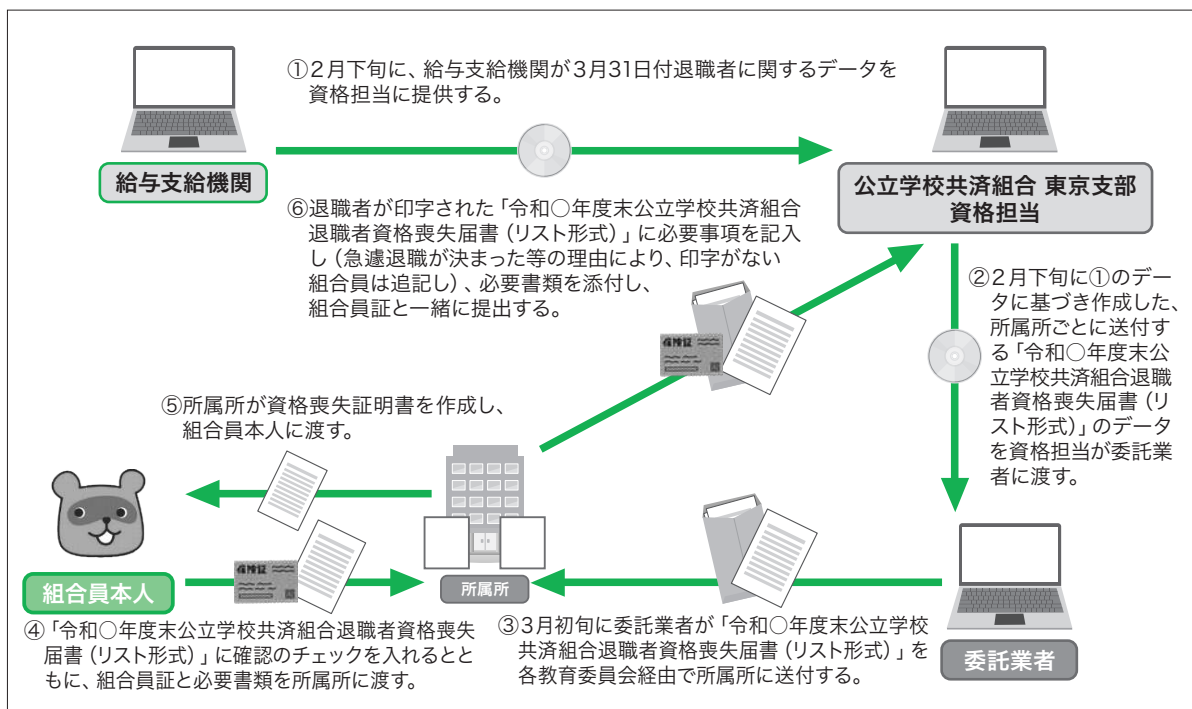 ①2月下旬に、給与支給機関が3月31日付退職者に関するデータを
資格担当に提供する。
給与支給機関
公立学校共済組合 東京支部
資格担当
⑥退職者が印字された「令和○年度末公立学校共済組合
退職者資格喪失届書（リスト形式）」に必要事項を記入
し（急遽退職が決まった等の理由により、印字がない
組合員は追記し）、必要書類を添付し、
組合員証と一緒に提出する。
②2月下旬に①のデー
タに基づき作成した、
所属所ごとに送付す
る「令和○年度末公
立学校共済組合退職
者資格喪失届書（リ
スト形式）」のデータ
を資格担当が委託業
者に渡す。
保険証
⑤所属所が資格喪失証明書を作成し、
組合員本人に渡す。
保険証
組合員本人
所属所
④「令和○年度末公立学校共済組合退職者資格喪失
届書（リスト形式）」に確認のチェックを入れるとと
もに、組合員証と必要書類を所属所に渡す。
③3月初旬に委託業者が「令和○年度末公立学校
共済組合退職者資格喪失届書（リスト形式）」を
各教育委員会経由で所属所に送付する。
委託業者